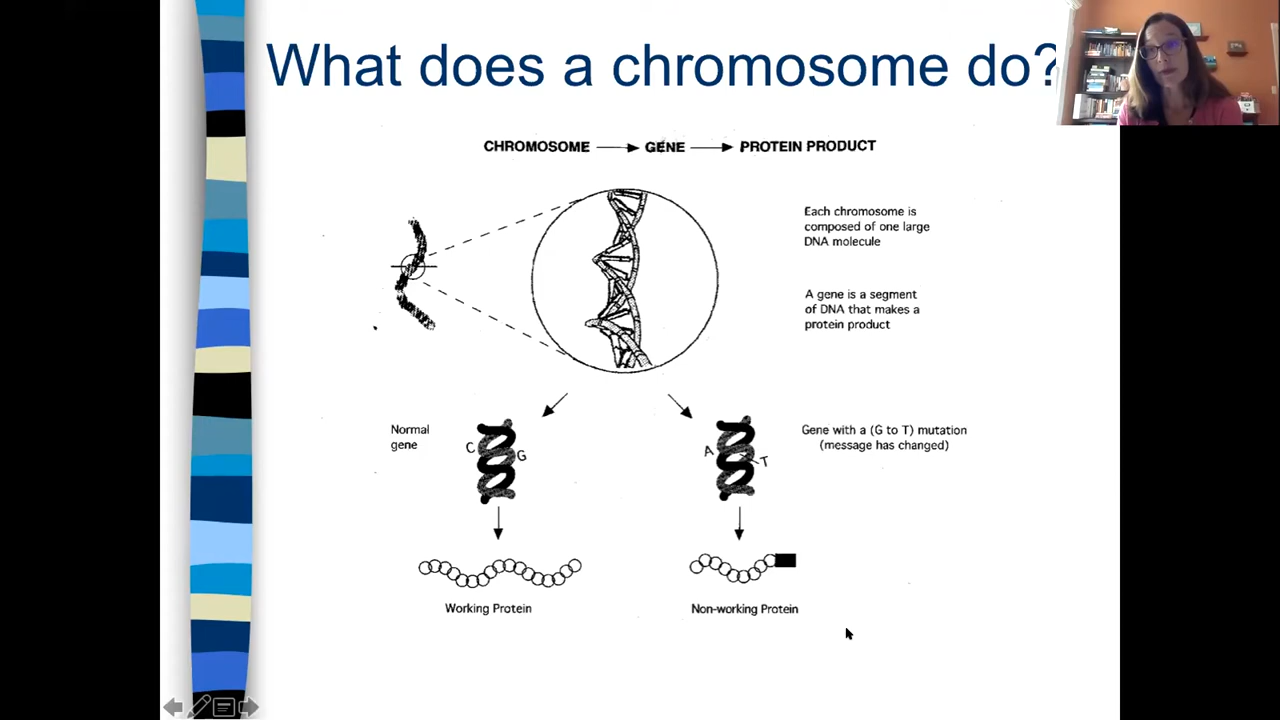 What does a chromosome do?
CHROMOSOME → GENE → PROTEIN PRODUCT
Each chromosome is
composed of one large
DNA molecule
A gene is a segment
of DNA that makes a
protein product
Normal
gene
C
G
A
T
Gene with a (G to T) mutation
(message has changed)
Working Protein
Non-working Protein